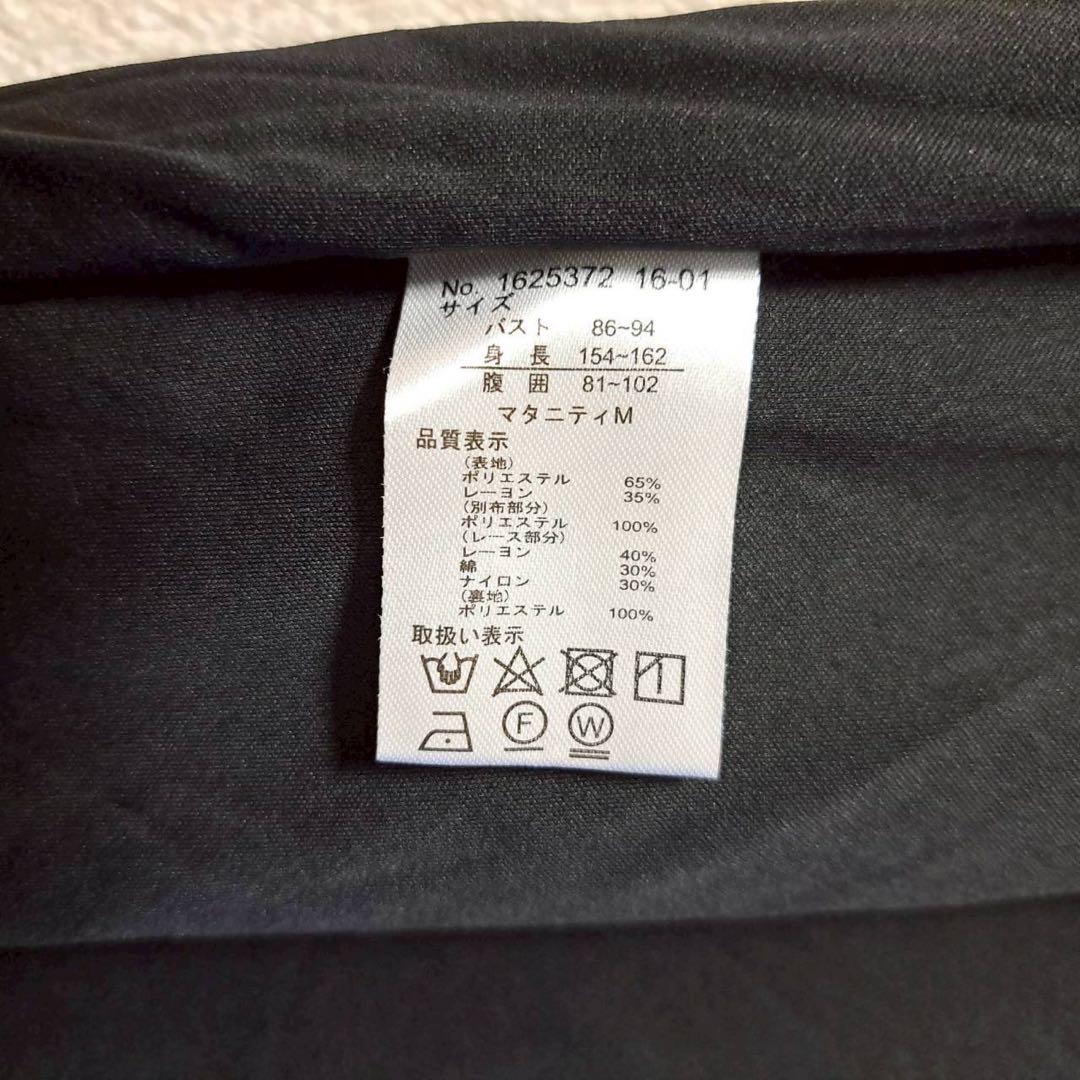 No. 1625372 16-01
サイズ
バスト 86~94
身 長 154~162
腹 囲 81~102
マタニティM
品質表示
(表地)
ポリエステル 65%
レーヨン 35%
(別布部分)
ポリエステル 100%
(レース部分)
レーヨン 40%
綿 30%
ナイロン 30%
(裏地)
ポリエステル 100%
取扱い表示
F W